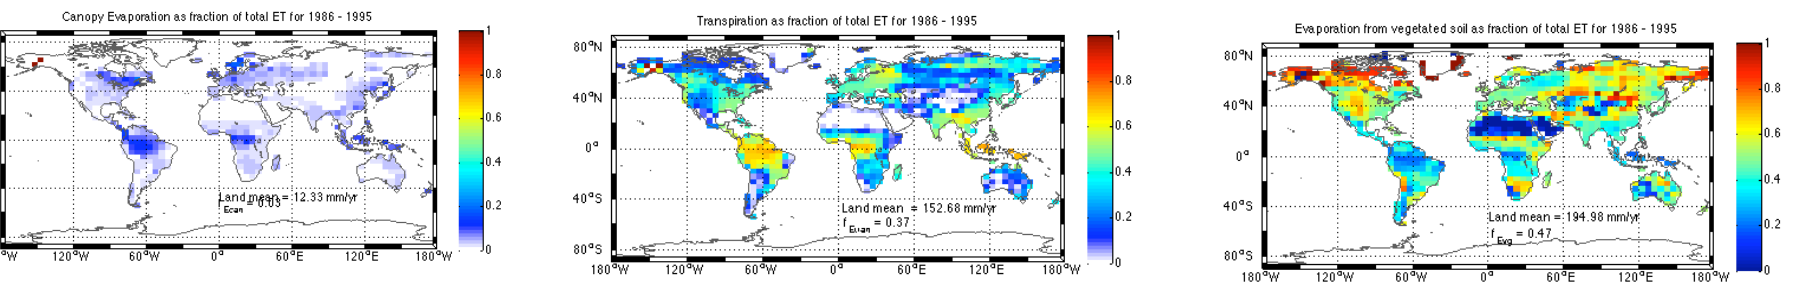 Canopy Evaporation as fraction of total ET for 1986 - 1995
1
0.8
0.6
0.4
0.2
0
Land mean = 12.33 mm/yr
f Ecan = 0.03
120°W 60°W 0° 60°E 120°E 180°W
Transpiration as fraction of total ET for 1986 - 1995
80°N
40°N
0°
40°S
80°S
1
0.8
0.6
0.4
0.2
0
Land mean = 152.68 mm/yr
= 0.37
180°W 120°W 60°W 0° 60°E 120°E 180°W
Evaporation from vegetated soil as fraction of total ET for 1986 - 1995
80°N
40°N
0°
40°S
80°S
1
0.8
0.6
0.4
0.2
0
Land mean = 194.98 mm/yr
f Evg = 0.47
180°W 120°W 60°W 0° 60°E 120°E 180°W